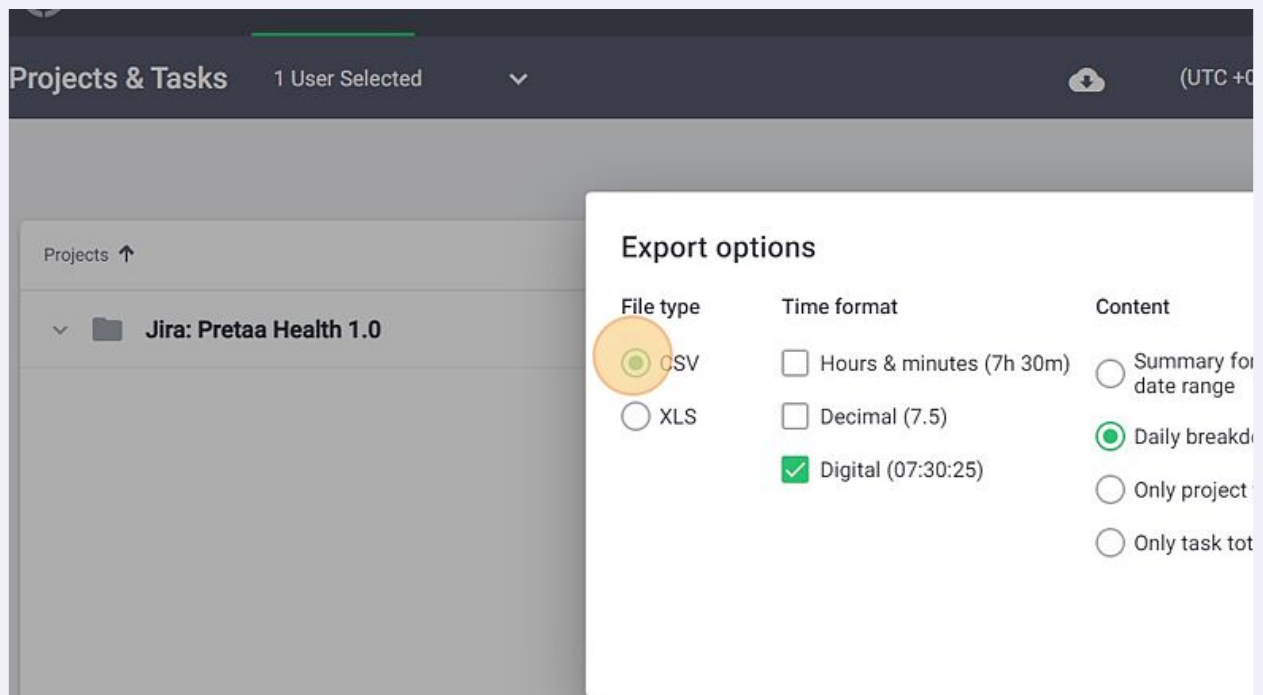 Projects & Tasks 1 User Selected (UTC +0
Projects
Jira: Pretaa Health 1.0
Export options
File type Time format Content
CSV Hours & minutes (7h 30m) Summary for
date range
XLS Decimal (7.5) Daily breakd
Digital (07:30:25) Only project
Only task tot